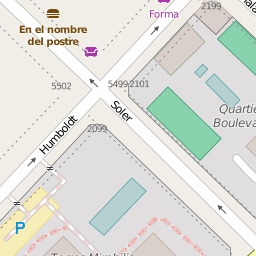 2199
Forma
En el nombre
del postre
5502
5499
2101
Soler
Quartie
Bouleva
Humboldt
2099
P